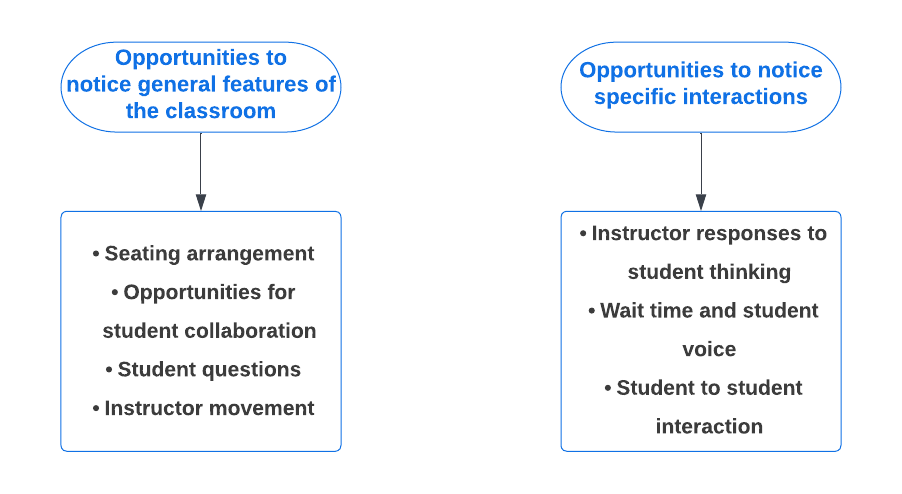 Opportunities to
notice general features of
the classroom
• Seating arrangement
• Opportunities for
student collaboration
• Student questions
• Instructor movement
Opportunities to notice
specific interactions
• Instructor responses to
student thinking
• Wait time and student
voice
• Student to student
interaction